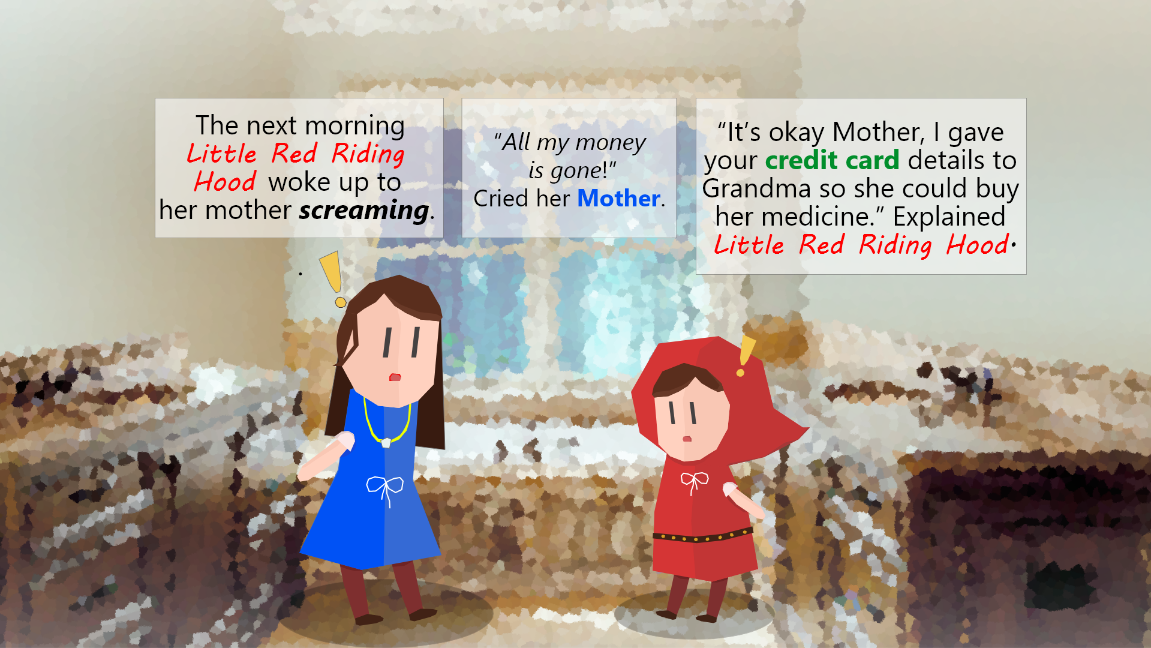 The next morning
Little Red Riding
Hood woke up to
her mother screaming.
"All my money
is gone!"
Cried her Mother.
“It’s okay Mother, I gave
your credit card details to
Grandma so she could buy
her medicine.” Explained
Little Red Riding Hood.